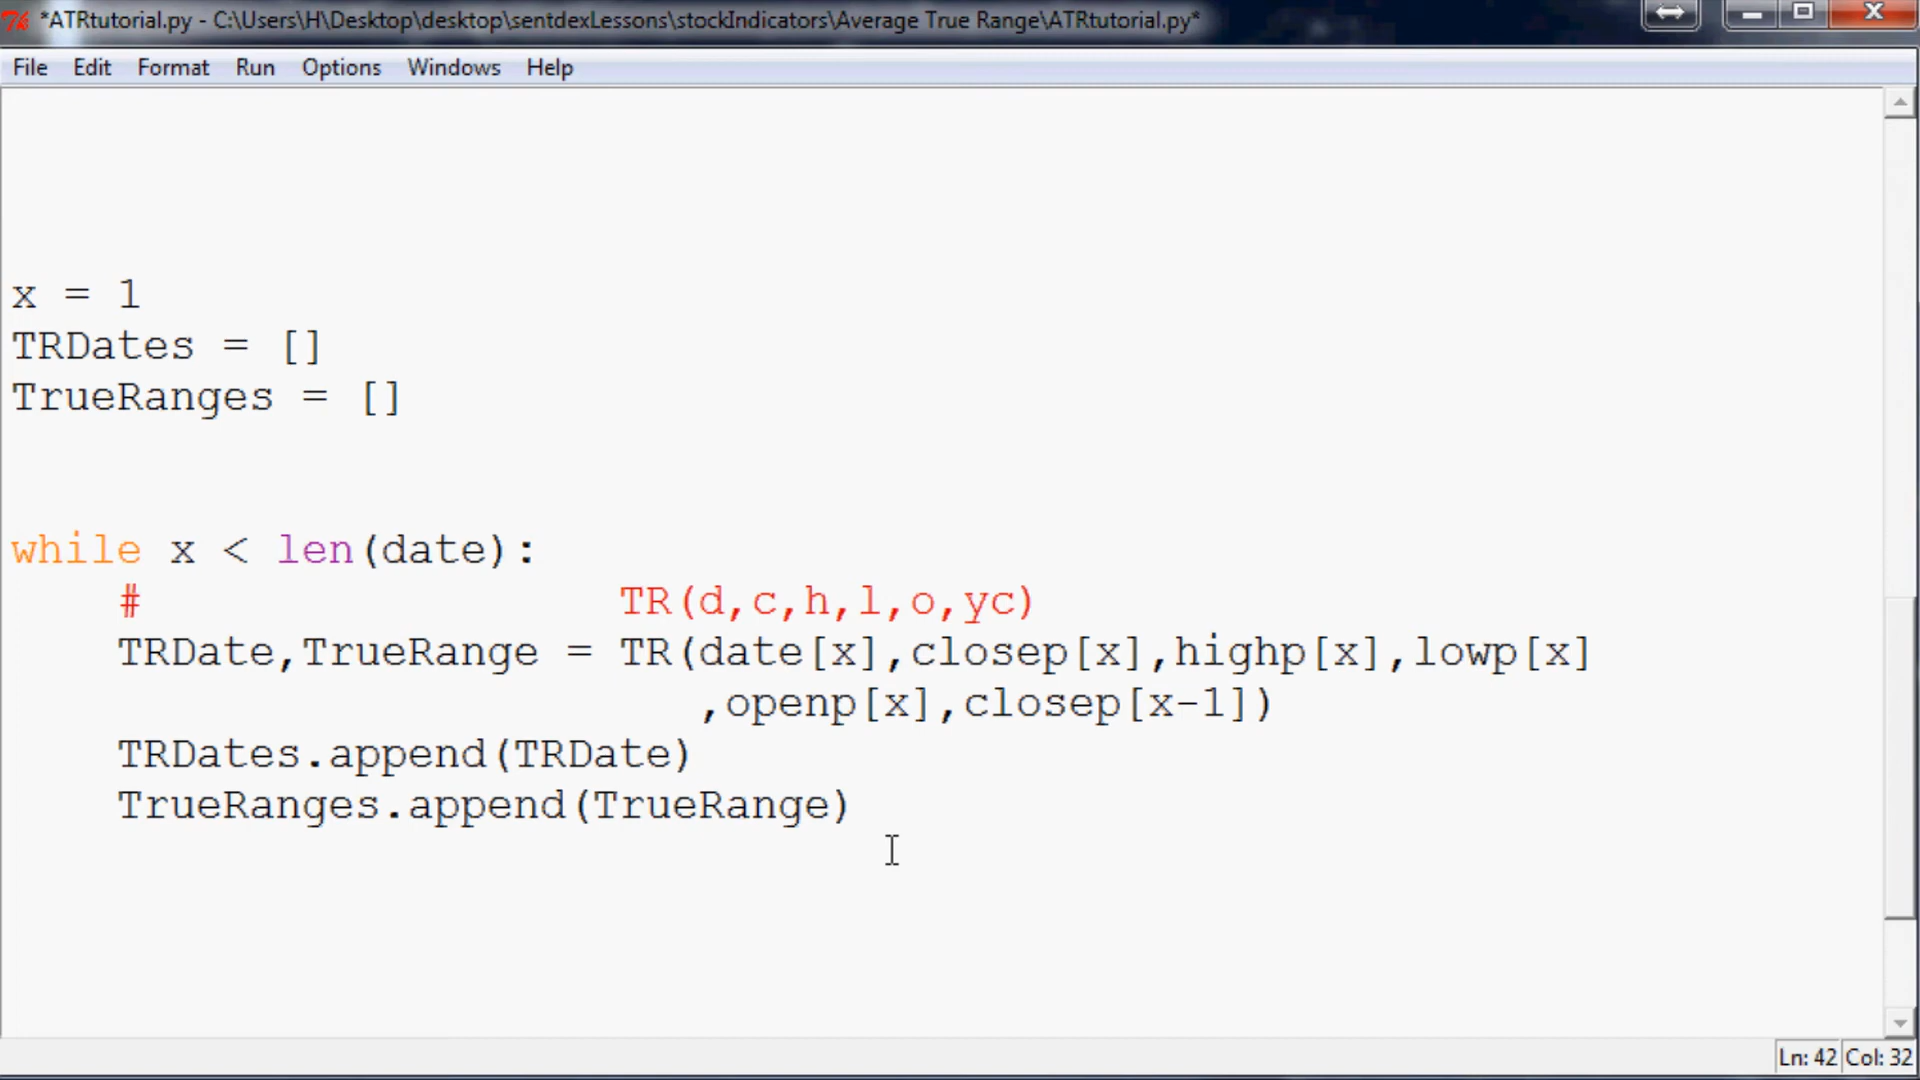 *ATRtutorial.py - C:\Users\H\Desktop\desktop\sentdexLessons\stockIndicators\Average True Range\ATRtutorial.py*
File Edit Format Run Options Windows Help
x = 1
TRDates = []
TrueRanges = []
while x < len(date):
# TR(d,c,h,l,o,yc)
TRDate,TrueRange = TR(date[x],closep[x],highp[x],lowp[x]
,openp[x],closep[x-1])
TRDates.append(TRDate)
TrueRanges.append(TrueRange)
Ln: 42 Col: 32